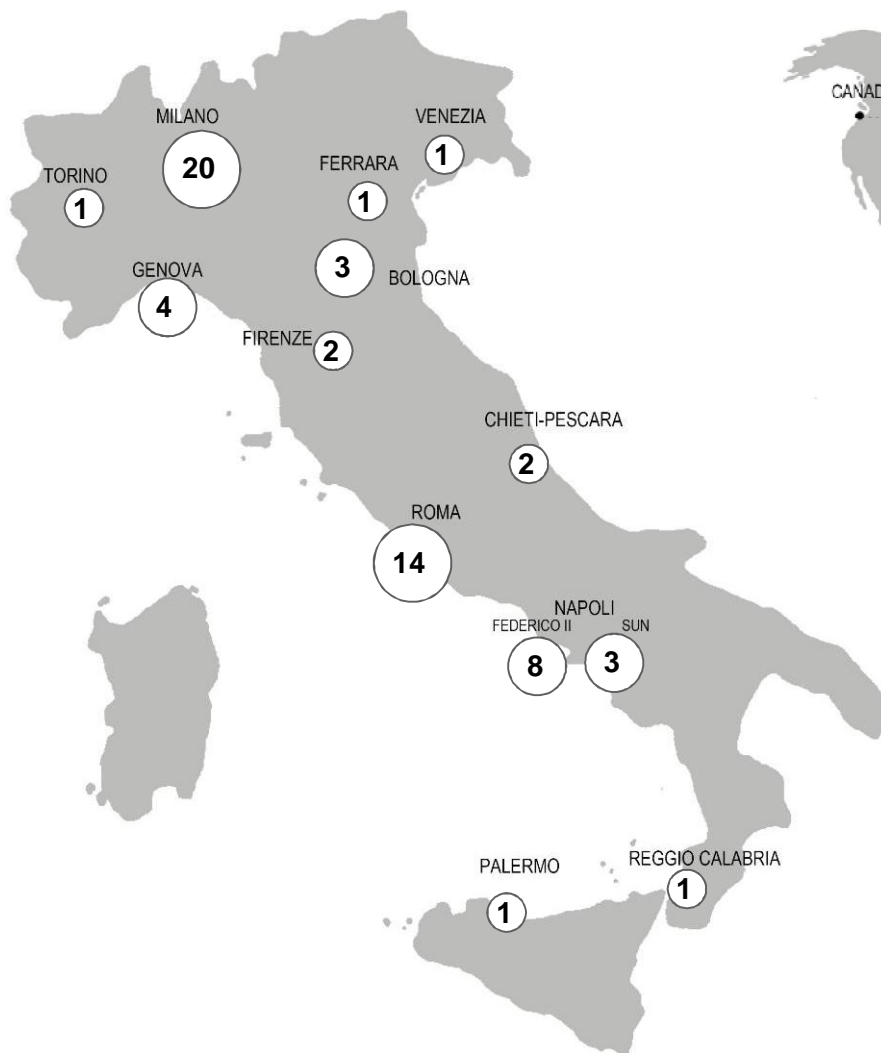 MILANO
20
VENEZIA
1
CANAD
FERRARA
1
TORINO
1
GENOVA
4
3
BOLOGNA
FIRENZE
2
CHIETI-PESCARA
2
ROMA
14
NAPOLI
FEDERICO II
SUN
8
3
PALERMO
1
REGGIO CALABRIA
1